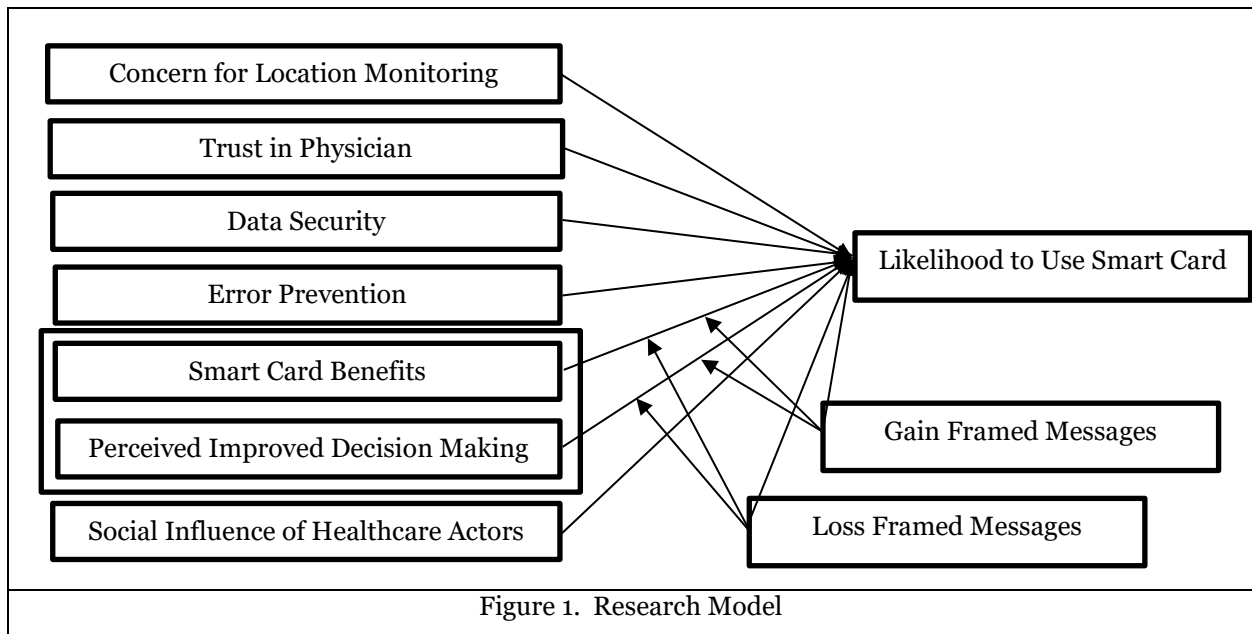 Concern for Location Monitoring
Trust in Physician
Data Security
Error Prevention
Smart Card Benefits
Perceived Improved Decision Making
Social Influence of Healthcare Actors
Likelihood to Use Smart Card
Gain Framed Messages
Loss Framed Messages
Figure 1. Research Model